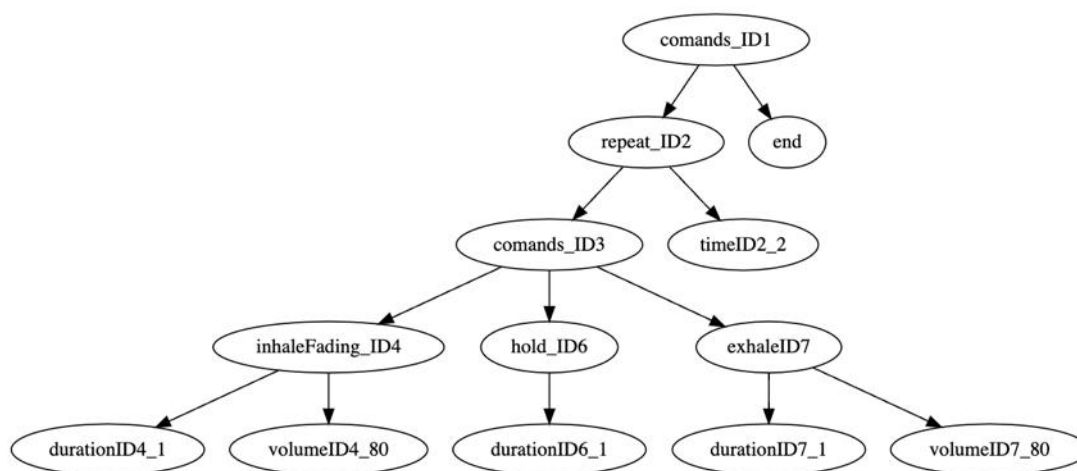 comands_ID1
repeat_ID2
end
comands_ID3
timeID2_2
inhaleFading_ID4
hold_ID6
exhaleID7
durationID4_1
volumeID4_80
durationID6_1
durationID7_1
volumeID7_80